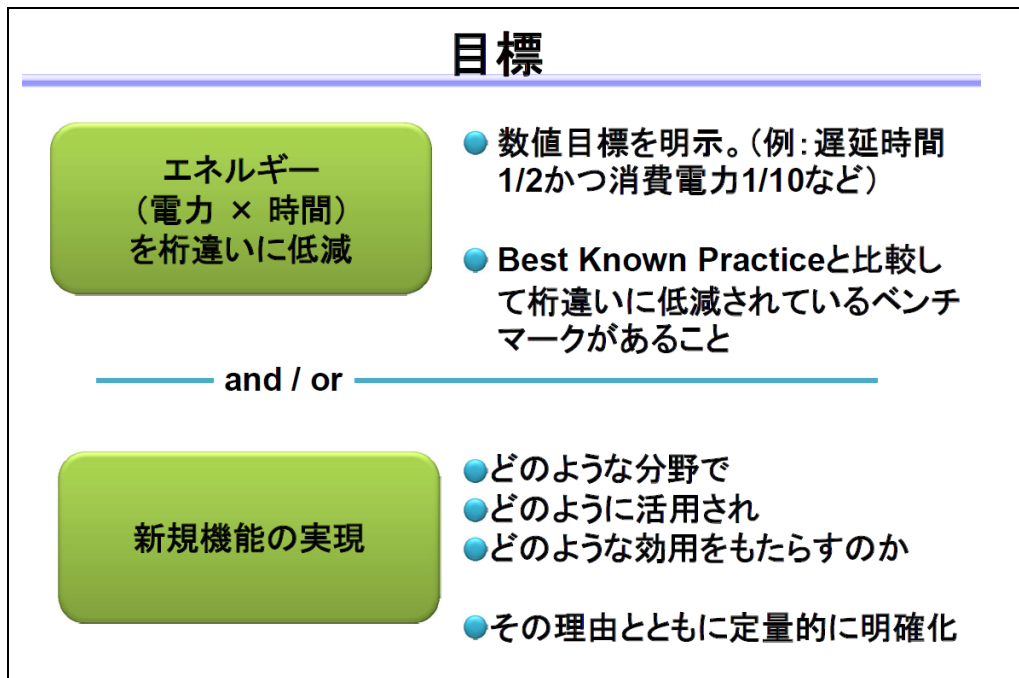 目標
エネルギー
（電力 × 時間）
を桁違いに低減
●数値目標を明示。（例：遅延時間
1/2かつ消費電力1/10など）
●Best Known Practiceと比較し
て桁違いに低減されているベンチ
マークがあること
and / or
新規機能の実現
●どのような分野で
●どのように活用され
●どのような効用をもたらすのか
●その理由とともに定量的に明確化